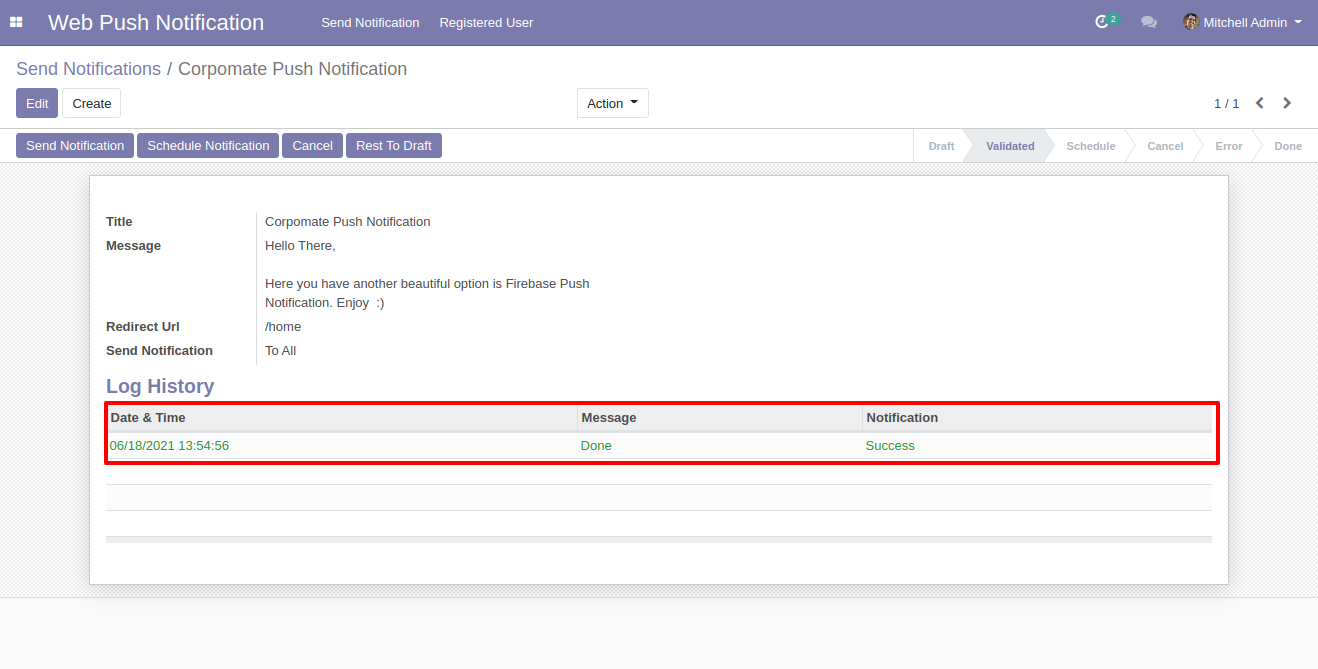 Web Push Notification Send Notification Registered User 2 Mitchell Admin
Send Notifications / Corpomate Push Notification
Edit Create Action 1 / 1
Send Notification Schedule Notification Cancel Rest To Draft Draft Validated Schedule Cancel Error Done
Title Corpomate Push Notification
Message Hello There,
Here you have another beautiful option is Firebase Push
Notification. Enjoy :)
Redirect Url /home
Send Notification To All
Log History
Date & Time Message Notification
06/18/2021 13:54:56 Done Success